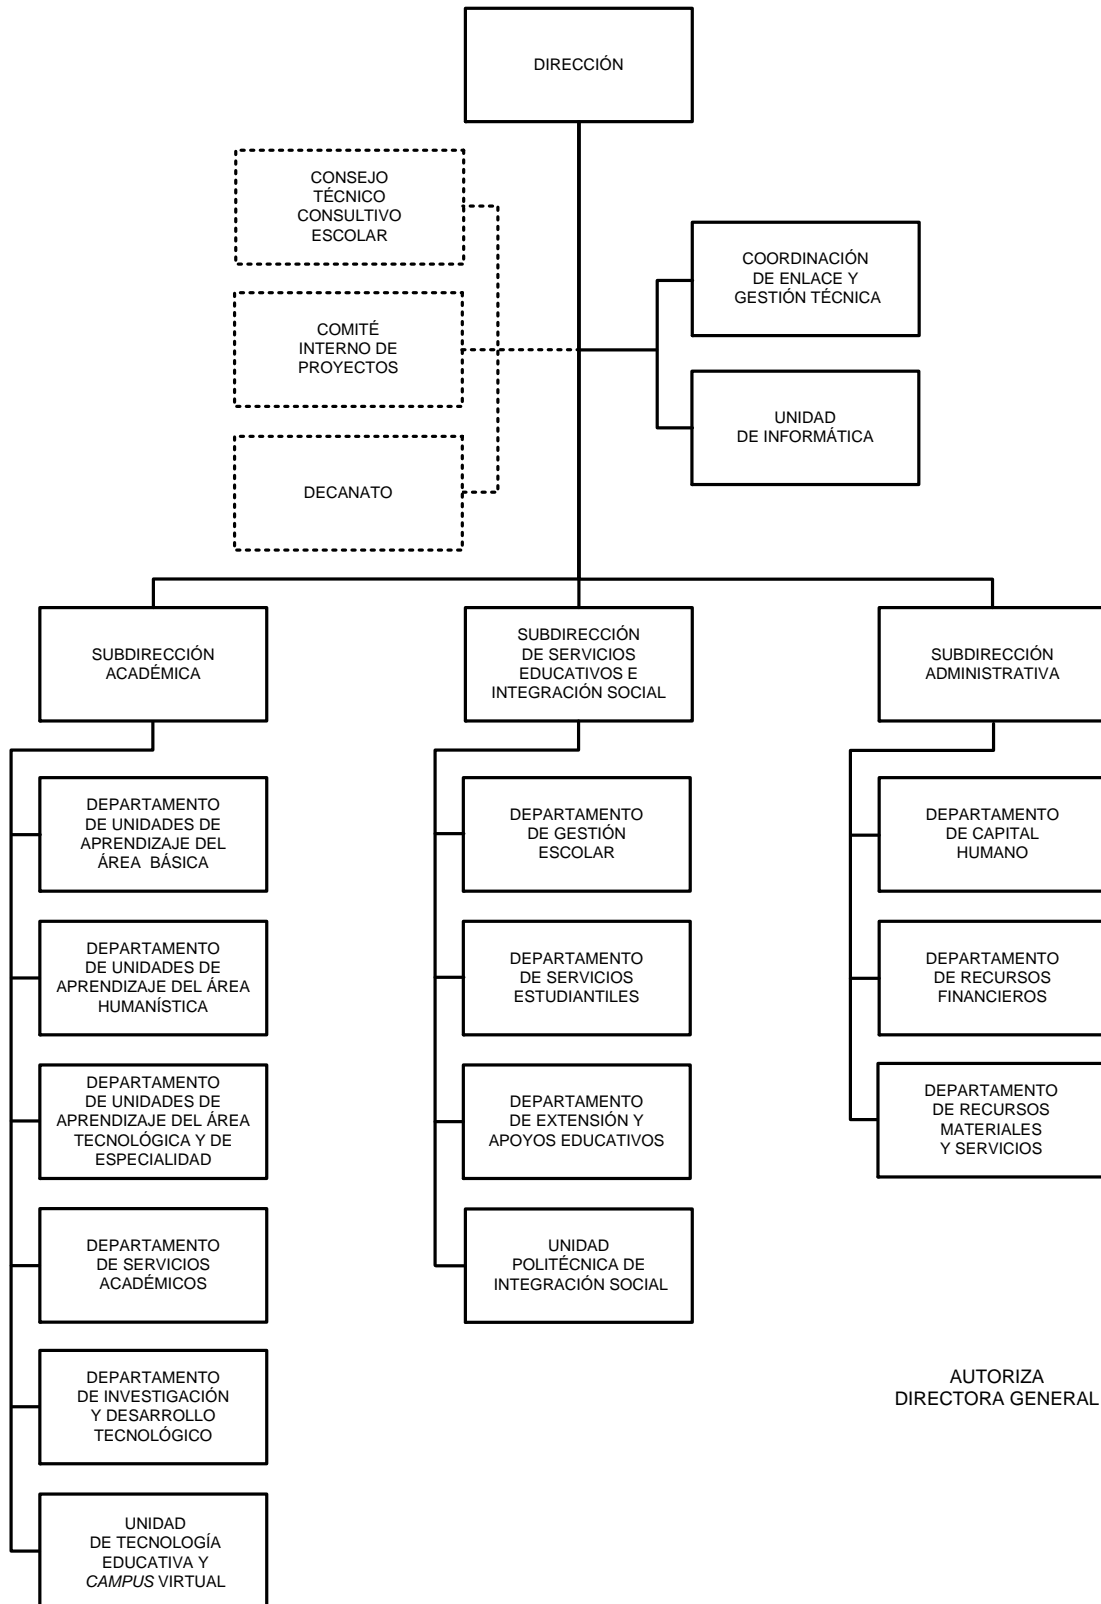 DIRECCIÓN
CONSEJO
TÉCNICO
CONSULTIVO
ESCOLAR
COORDINACIÓN
DE ENLACE Y
GESTIÓN TÉCNICA
COMITÉ
INTERNO DE
PROYECTOS
UNIDAD
DE INFORMÁTICA
DECANATO
SUBDIRECCIÓN
ACADÉMICA
SUBDIRECCIÓN
DE SERVICIOS
EDUCATIVOS E
INTEGRACIÓN SOCIAL
SUBDIRECCIÓN
ADMINISTRATIVA
DEPARTAMENTO
DE UNIDADES DE
APRENDIZAJE DEL
ÁREA BÁSICA
DEPARTAMENTO
DE GESTIÓN
ESCOLAR
DEPARTAMENTO
DE CAPITAL
HUMANO
DEPARTAMENTO
DE UNIDADES DE
APRENDIZAJE DEL ÁREA
HUMANÍSTICA
DEPARTAMENTO
DE SERVICIOS
ESTUDIANTILES
DEPARTAMENTO
DE RECURSOS
FINANCIEROS
DEPARTAMENTO
DE UNIDADES DE
APRENDIZAJE DEL ÁREA
TECNOLÓGICA Y DE
ESPECIALIDAD
DEPARTAMENTO
DE EXTENSIÓN Y
APOYOS EDUCATIVOS
DEPARTAMENTO
DE RECURSOS
MATERIALES
Y SERVICIOS
DEPARTAMENTO
DE SERVICIOS
ACADÉMICOS
UNIDAD
POLITÉCNICA DE
INTEGRACIÓN SOCIAL
DEPARTAMENTO
DE INVESTIGACIÓN
Y DESARROLLO
TECNOLÓGICO
AUTORIZA
DIRECTORA GENERAL
UNIDAD
DE TECNOLOGÍA
EDUCATIVA Y
CAMPUS VIRTUAL